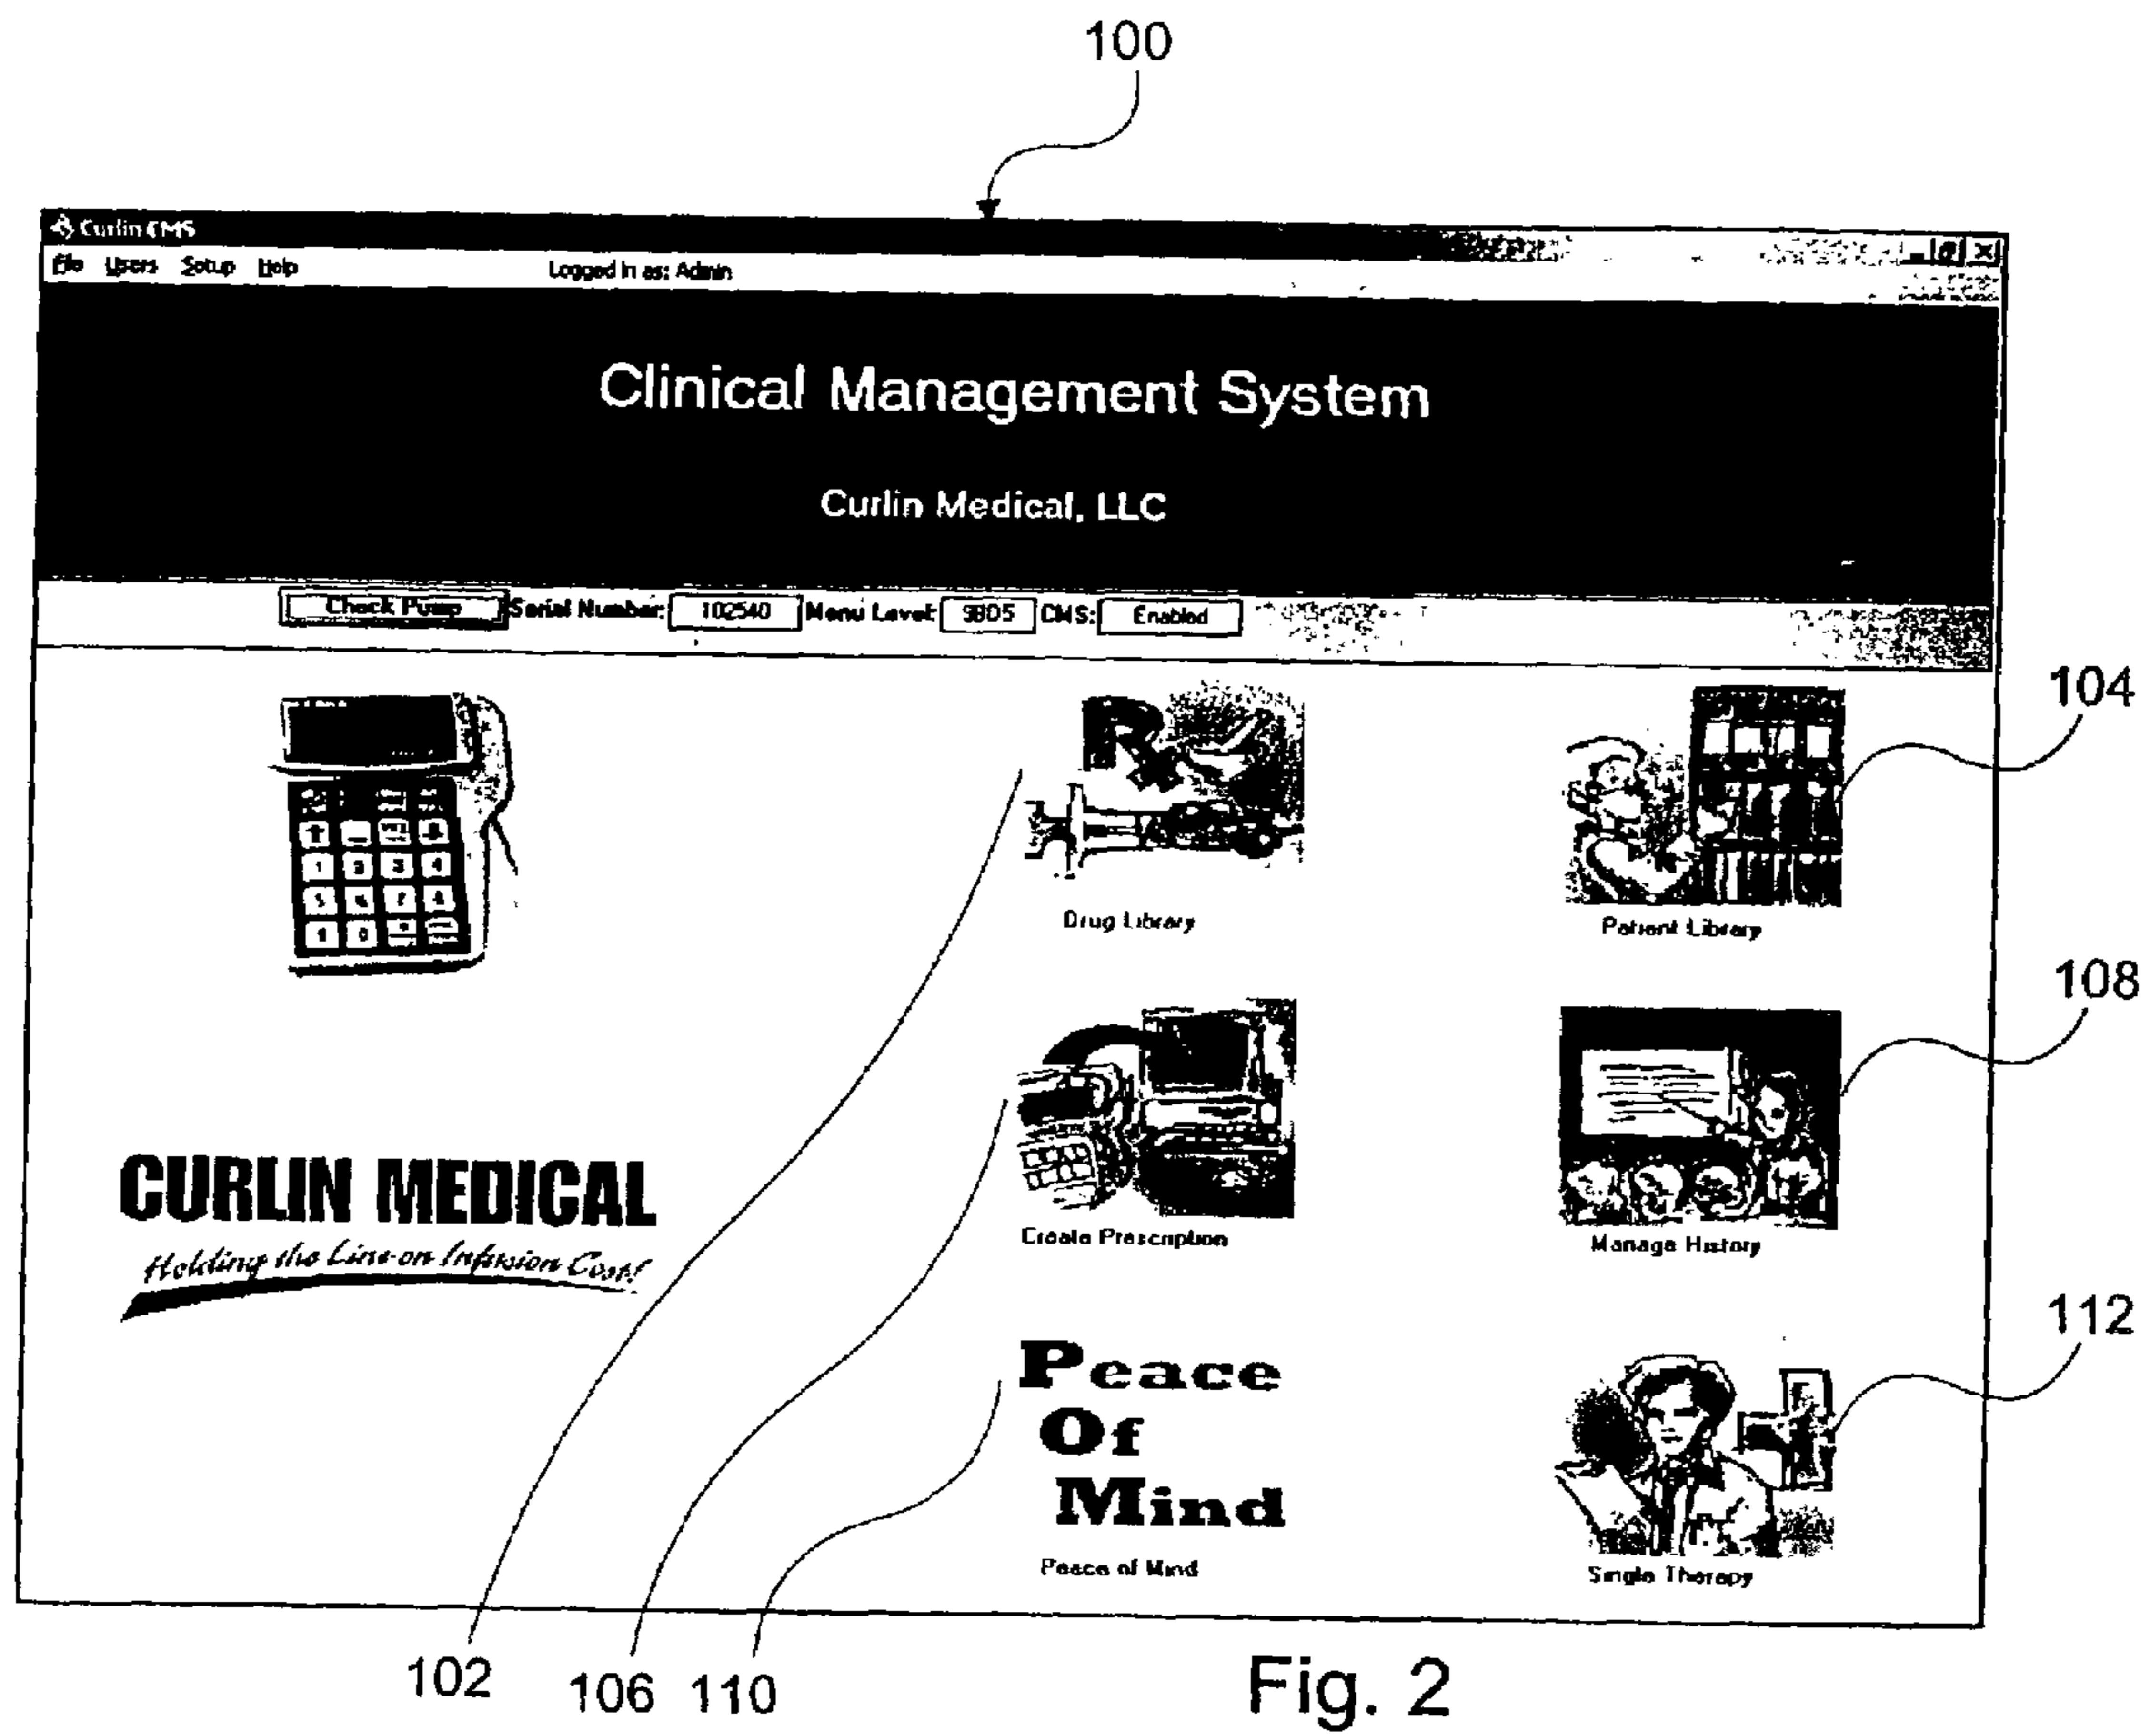 100
Curlin CMS
File Users Setup Help Logged in as: Admin
Clinical Management System
Curlin Medical, LLC
Check Pump Serial Number: 102540 Menu Level: CMS: Enabled
104
Drug Library Patient Library
108
CURLIN MEDICAL
Holding the Line on Infusion Cost!
Create Prescription Manage History
112
Peace
Of
Mind
Peace of Mind Single Therapy
102 106 110
Fig. 2